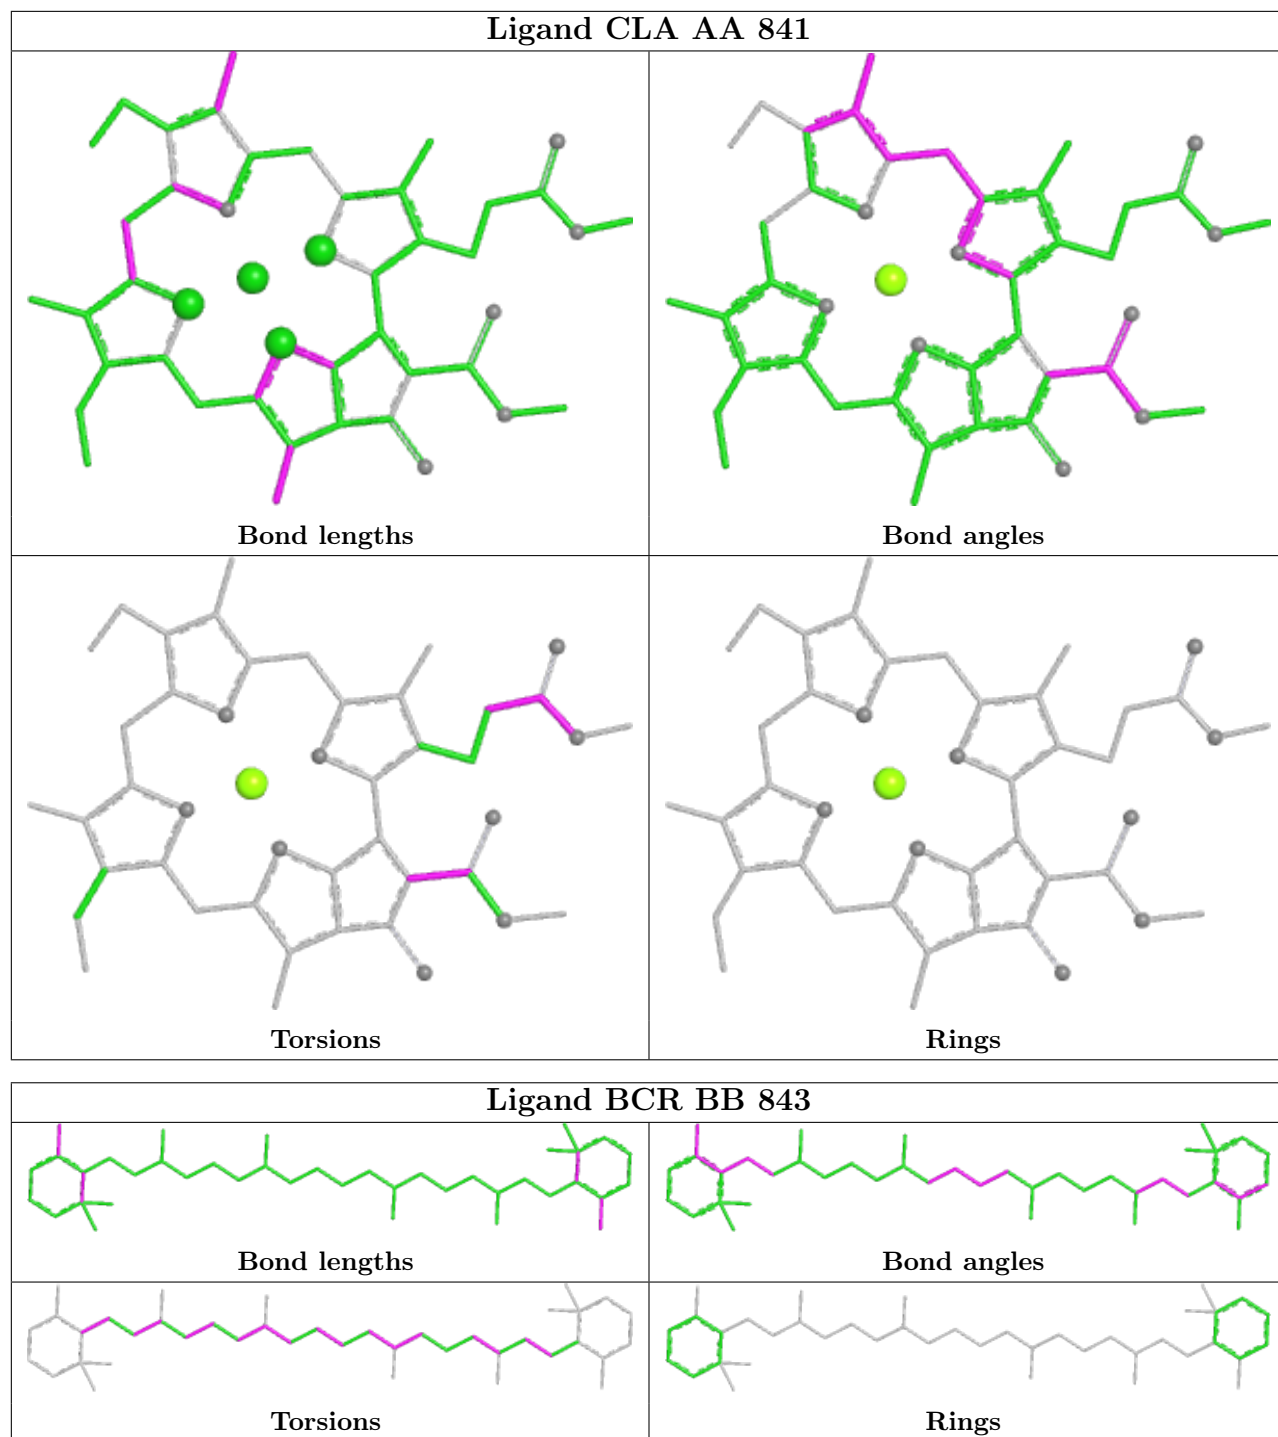 Ligand CLA AA 841
Bond lengths
Bond angles
Torsions
Rings
Ligand BCR BB 843
Bond lengths
Bond angles
Torsions
Rings